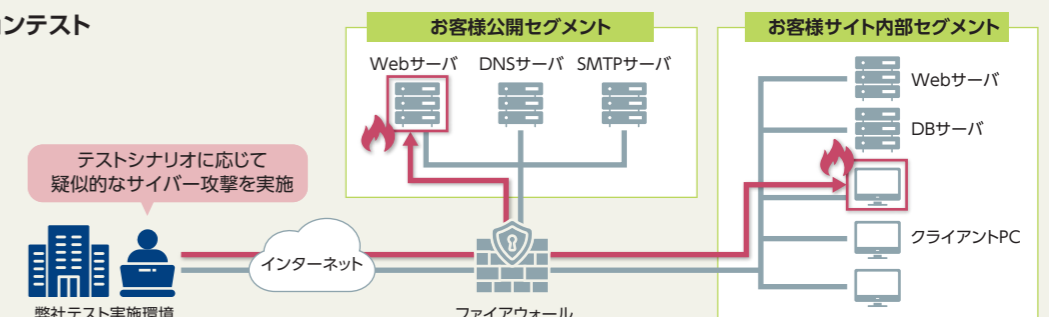 ョンテスト
お客様公開セグメント
お客様サイト内部セグメント
Webサーバ
DNSサーバ
SMTPサーバ
Webサーバ
DBサーバ
テストシナリオに応じて
疑似的なサイバー攻撃を実施
クライアントPC
インターネット
弊社テスト実施環境
ファイアウォール